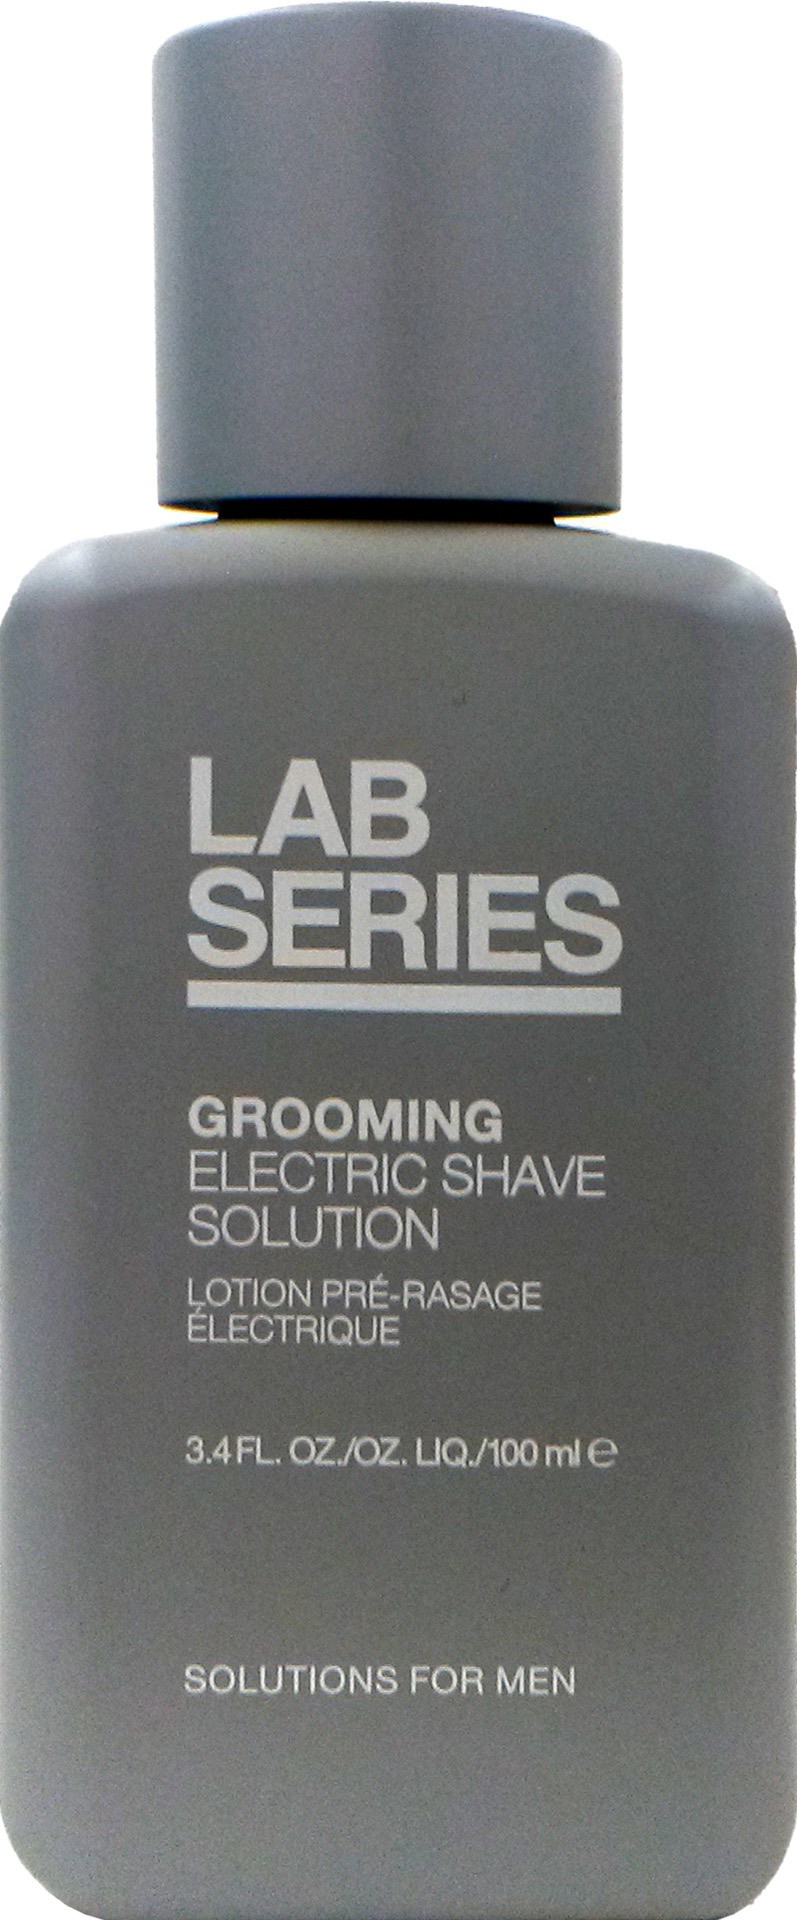 LAB
SERIES
GROOMING
ELECTRIC SHAVE
SOLUTION
LOTION PRÉ-RASAGE
ÉLECTRIQUE
3.4 FL. OZ./OZ. LIQ./100 ml ℮
SOLUTIONS FOR MEN